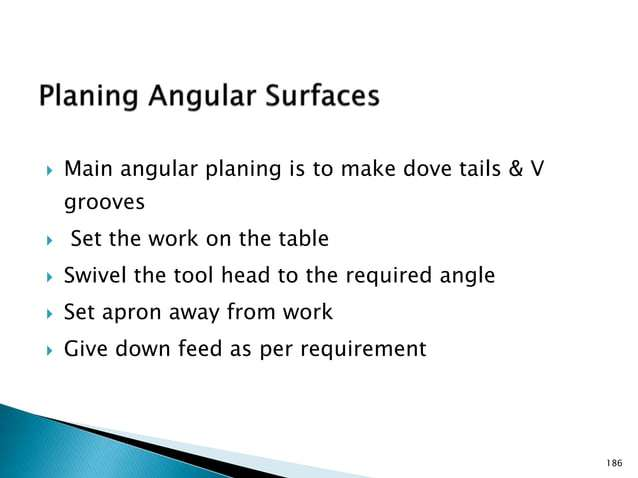 Planing Angular Surfaces
Main angular planing is to make dove tails & V
grooves
Set the work on the table
Swivel the tool head to the required angle
Set apron away from work
Give down feed as per requirement
186